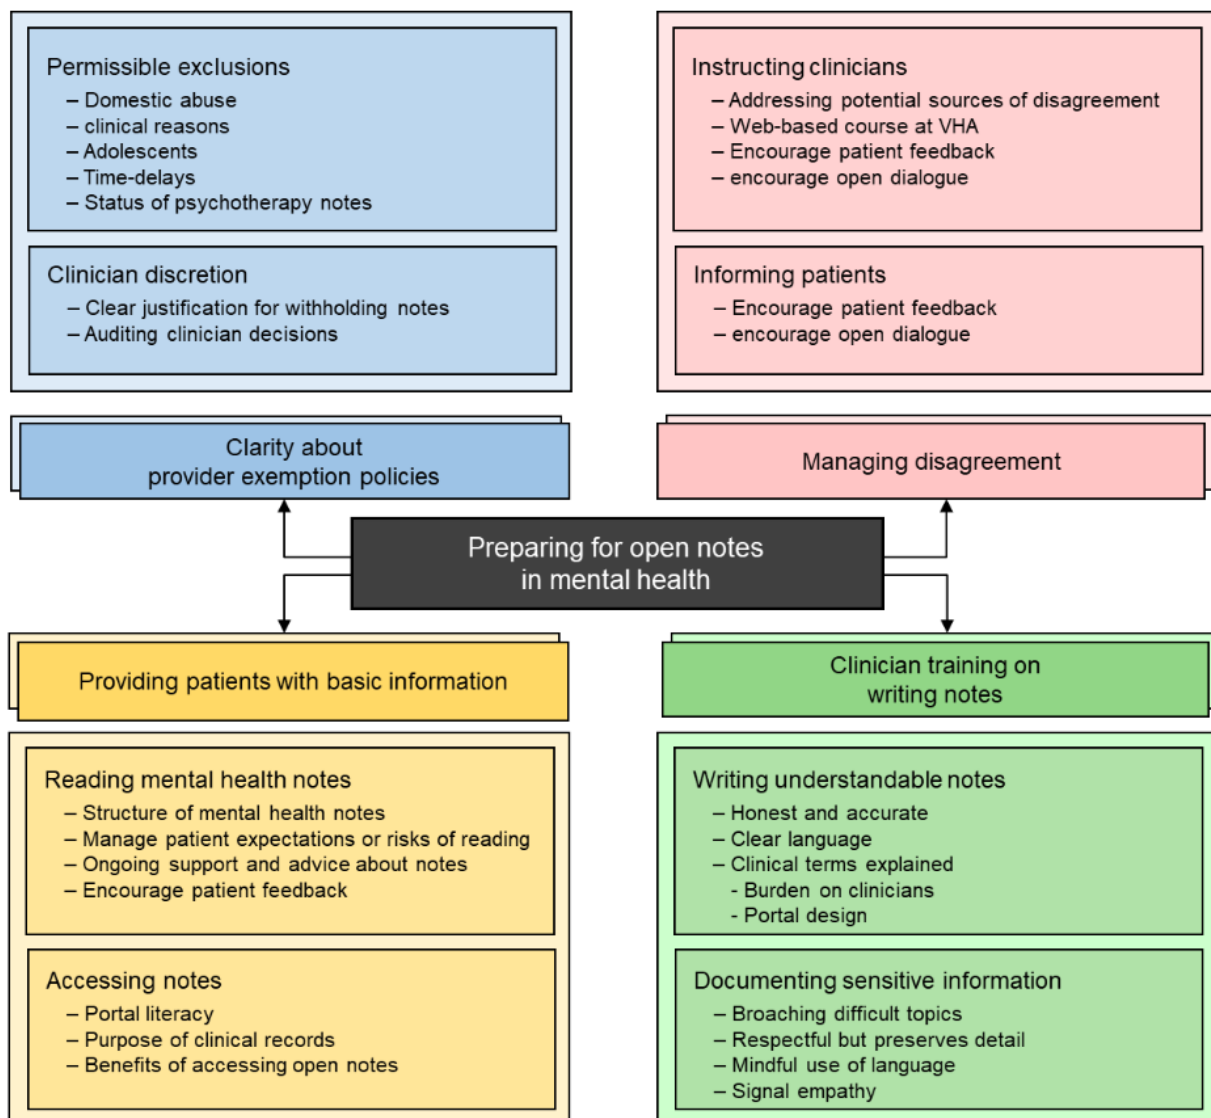 Permissible exclusions
– Domestic abuse
– clinical reasons
– Adolescents
– Time-delays
– Status of psychotherapy notes
Clinician discretion
– Clear justification for withholding notes
– Auditing clinician decisions
Clarity about
provider exemption policies
Instructing clinicians
– Addressing potential sources of disagreement
– Web-based course at VHA
– Encourage patient feedback
– encourage open dialogue
Informing patients
– Encourage patient feedback
– encourage open dialogue
Managing disagreement
Preparing for open notes
in mental health
Providing patients with basic information
Reading mental health notes
– Structure of mental health notes
– Manage patient expectations or risks of reading
– Ongoing support and advice about notes
– Encourage patient feedback
Accessing notes
– Portal literacy
– Purpose of clinical records
– Benefits of accessing open notes
Clinician training on
writing notes
Writing understandable notes
– Honest and accurate
– Clear language
– Clinical terms explained
- Burden on clinicians
- Portal design
Documenting sensitive information
– Broaching difficult topics
– Respectful but preserves detail
– Mindful use of language
– Signal empathy